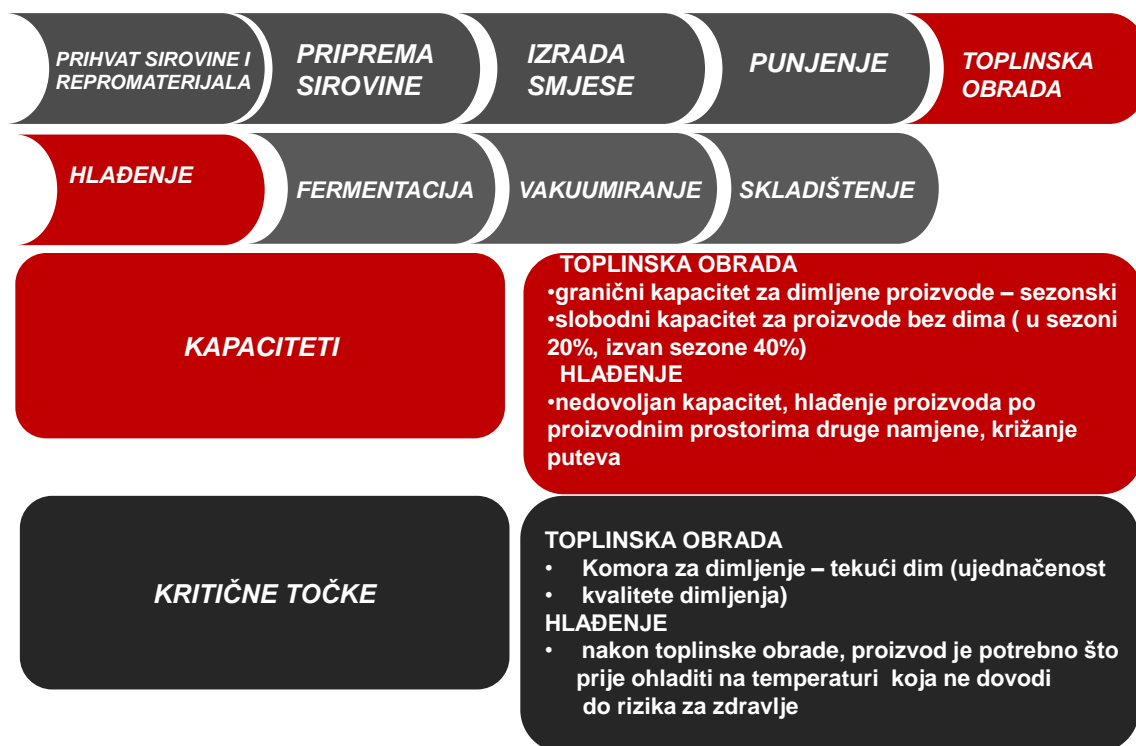 PRIHVAT SIROVINE I
REPROMATERIJALA
PRIPREMA
SIROVINE
IZRADA
SMJESE
PUNJENJE
TOPLINSKA
OBRADA
HLAĐENJE
FERMENTACIJA
VAKUUMIRANJE
SKLADIŠTENJE
KAPACITETI
TOPLINSKA OBRADA
•granični kapacitet za dimljene proizvode – sezonski
•slobodni kapacitet za proizvode bez dima ( u sezoni
20%, izvan sezone 40%)
HLAĐENJE
•nedovoljan kapacitet, hlađenje proizvoda po
proizvodnim prostorima druge namjene, križanje
puteva
KRITIČNE TOČKE
TOPLINSKA OBRADA
• Komora za dimljenje – tekući dim (ujednačenost
• kvalitete dimljenja)
HLAĐENJE
• nakon toplinske obrade, proizvod je potrebno što
prije ohladiti na temperaturi koja ne dovodi
do rizika za zdravlje